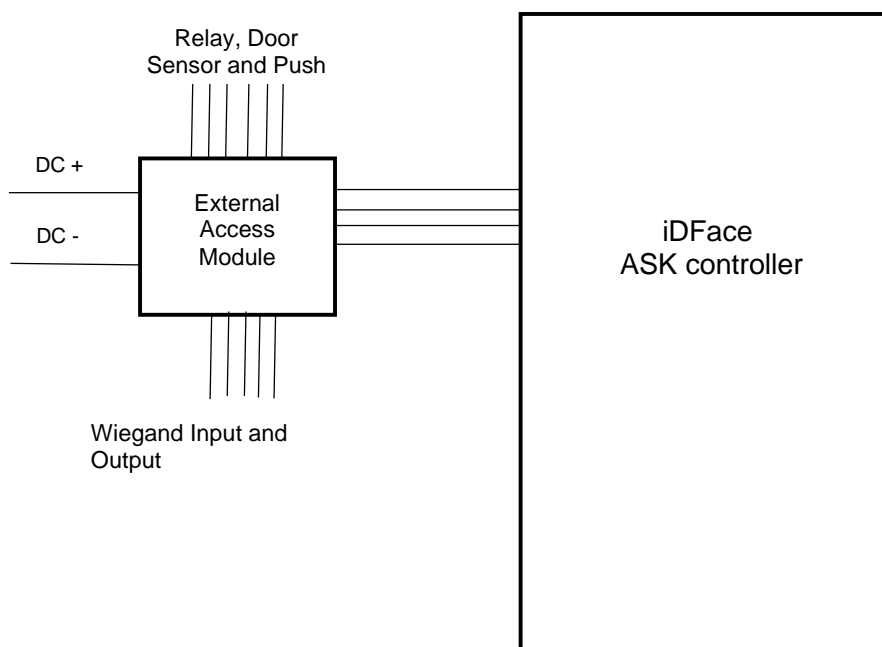 Relay, Door
Sensor and Push
DC +
DC -
External
Access
Module
iDFace
ASK controller
Wiegand Input and
Output